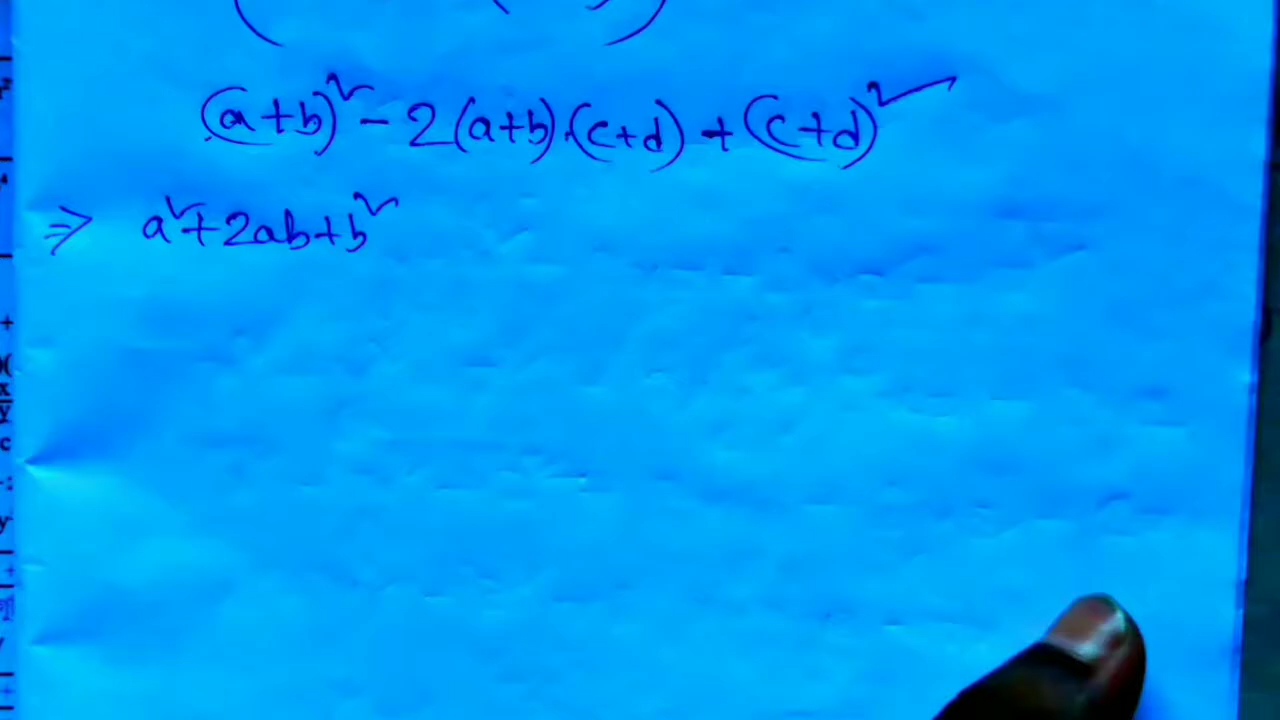 (a+b)² - 2(a+b).(c+d) + (c+d)²
⇒ a²+2ab+b²